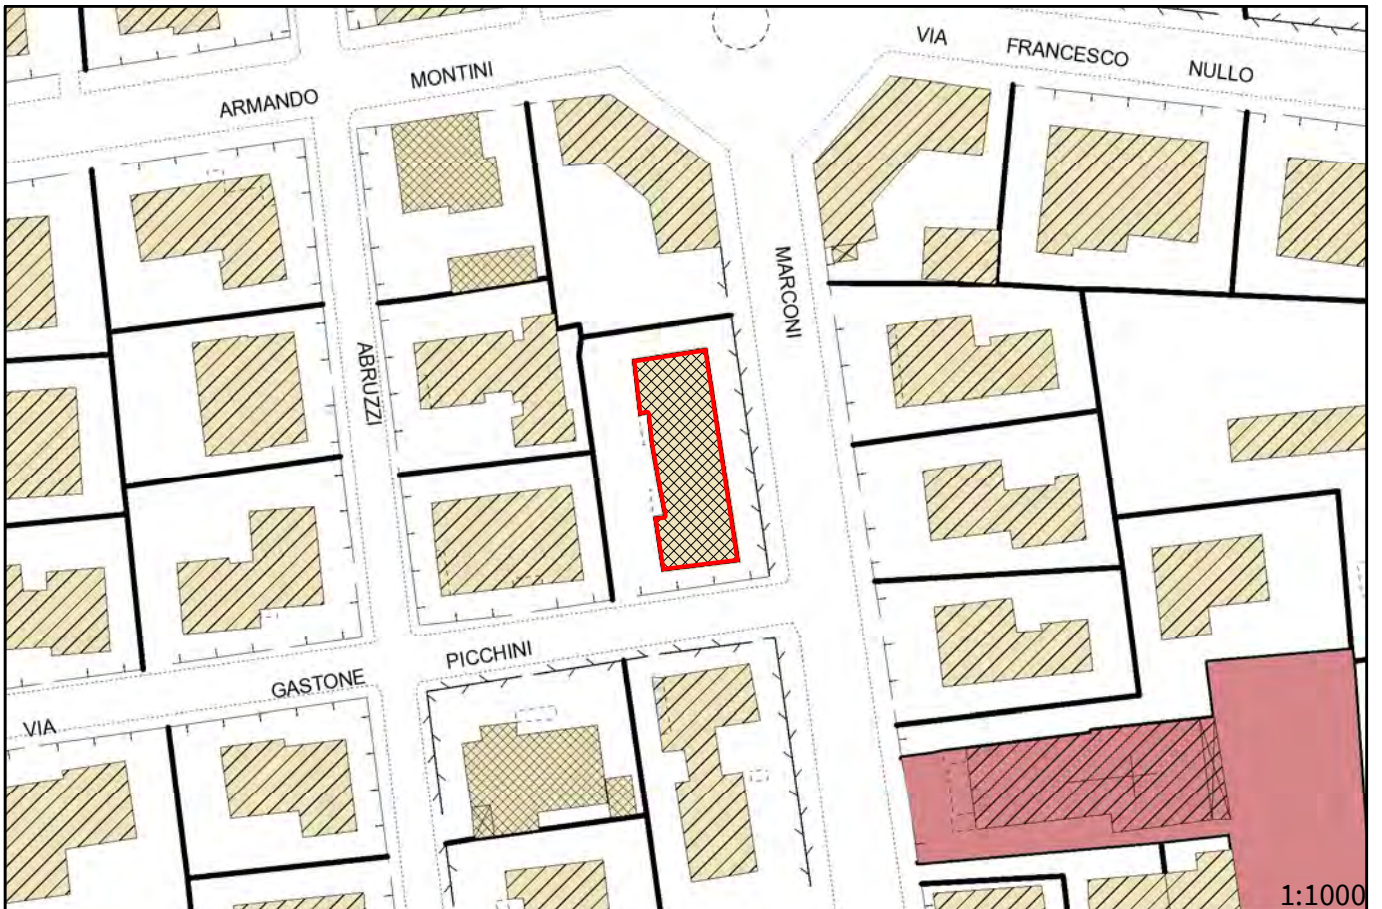 VIA FRANCESCO NULLO
ARMANDO MONTINI
MARCONI
ABRUZZI
VIA GASTONE PICCHINI
1:1000